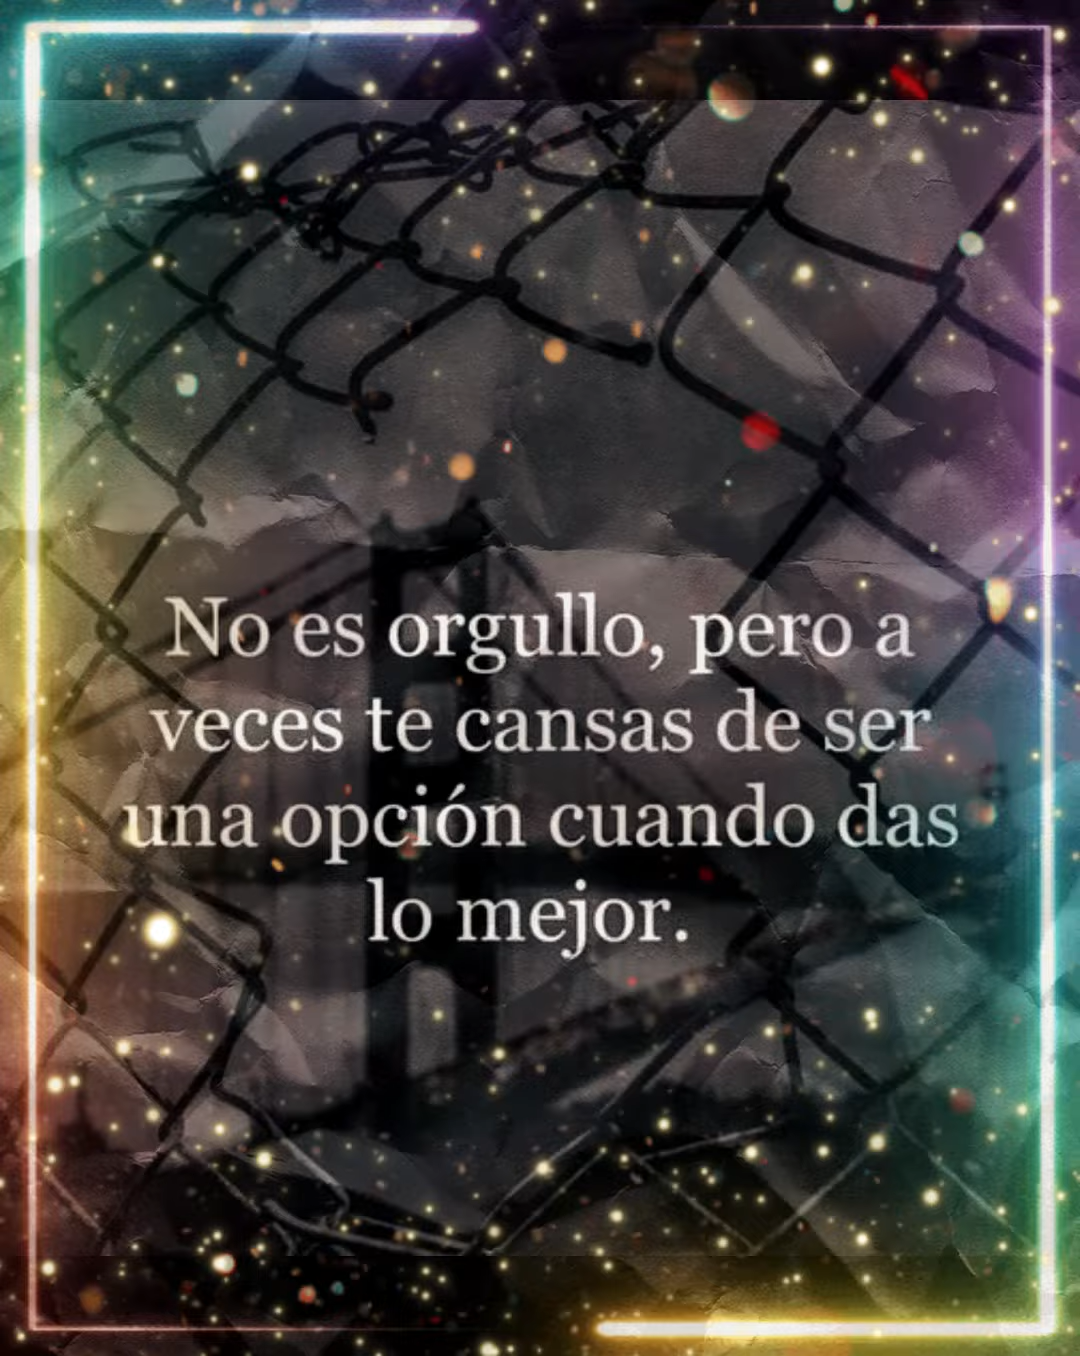 No es orgullo, pero a
veces te cansas de ser
una opción cuando das
lo mejor.